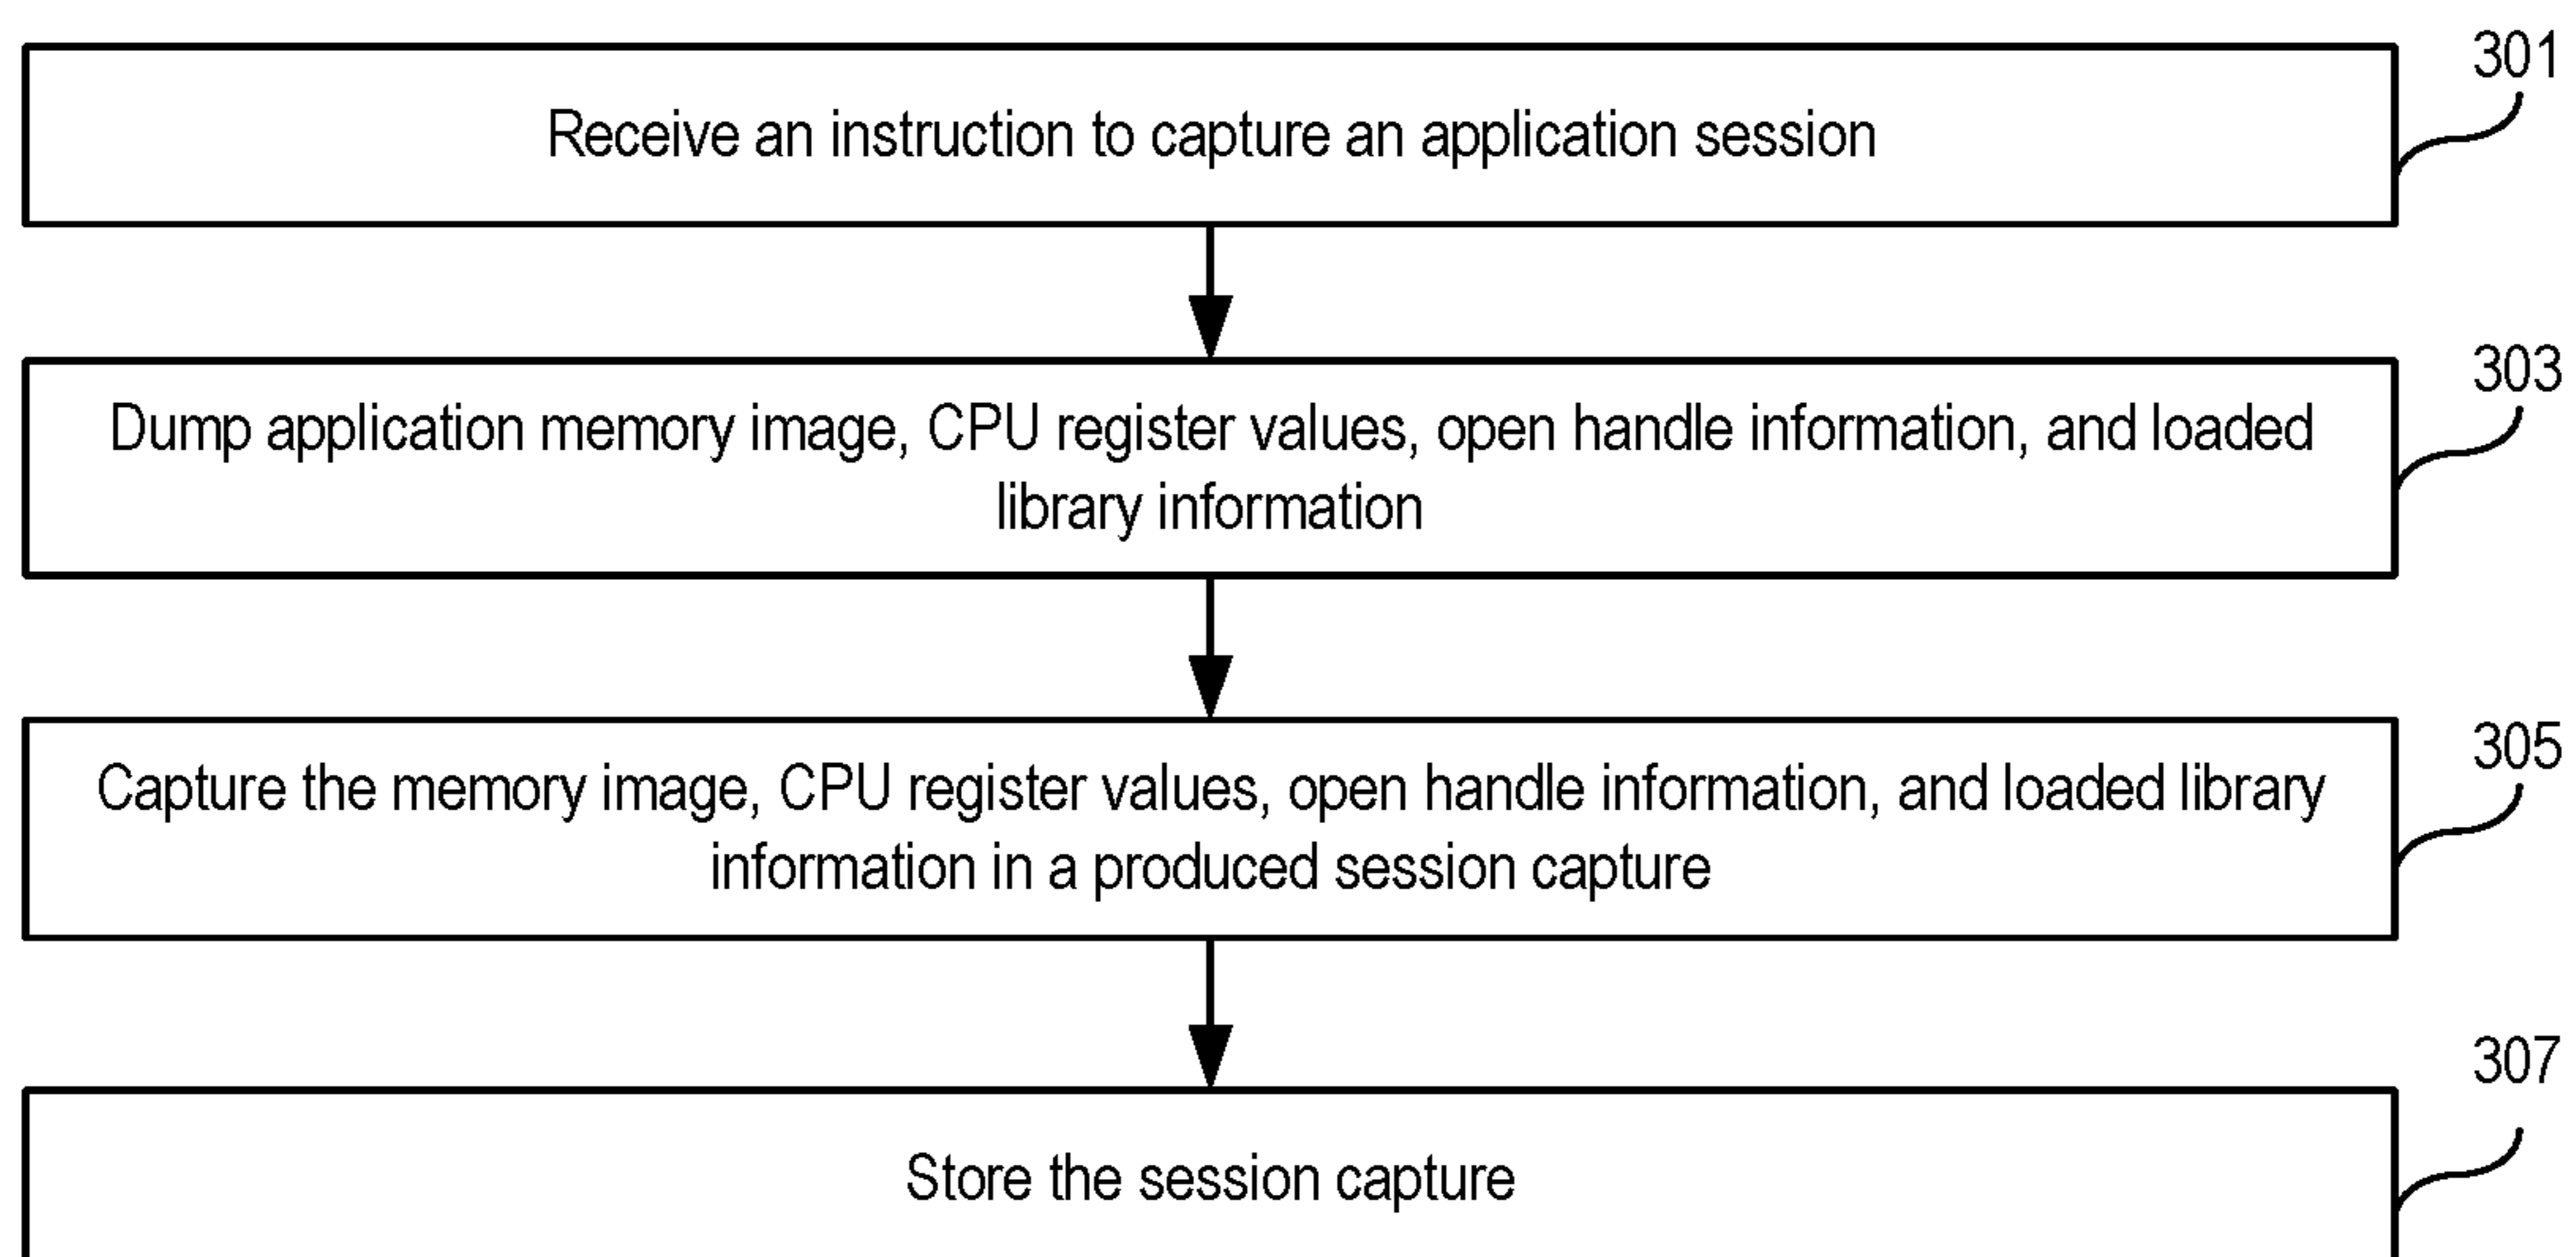 301
Receive an instruction to capture an application session
303
Dump application memory image, CPU register values, open handle information, and loaded
library information
305
Capture the memory image, CPU register values, open handle information, and loaded library
information in a produced session capture
307
Store the session capture